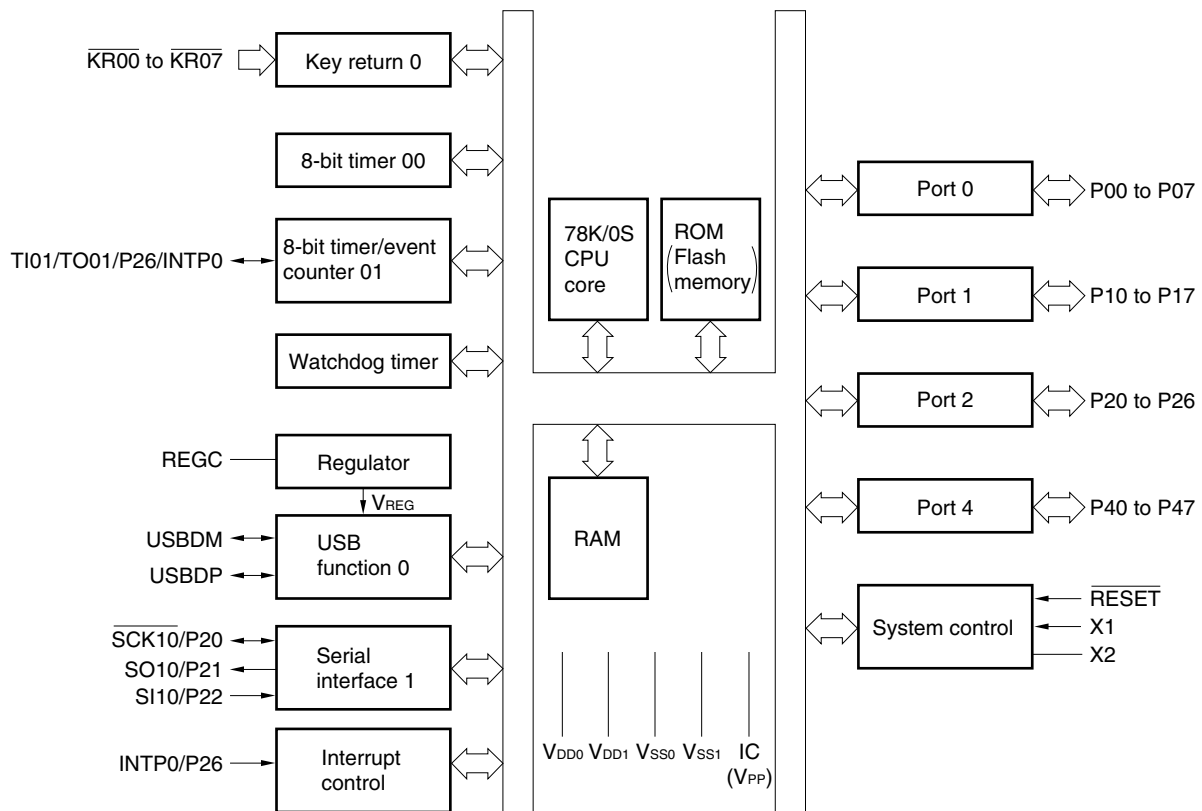 KR00 to KR07
Key return 0
8-bit timer 00
TI01/TO01/P26/INTP0
8-bit timer/event
counter 01
Watchdog timer
REGC
Regulator
VREG
USBDM
USBDP
USB
function 0
SCK10/P20
SO10/P21
SI10/P22
Serial
interface 1
INTP0/P26
Interrupt
control
78K/0S
CPU
core
ROM
(Flash
memory)
RAM
VDD0 VDD1 VSS0 VSS1 IC
(VPP)
Port 0
P00 to P07
Port 1
P10 to P17
Port 2
P20 to P26
Port 4
P40 to P47
System control
RESET
X1
X2